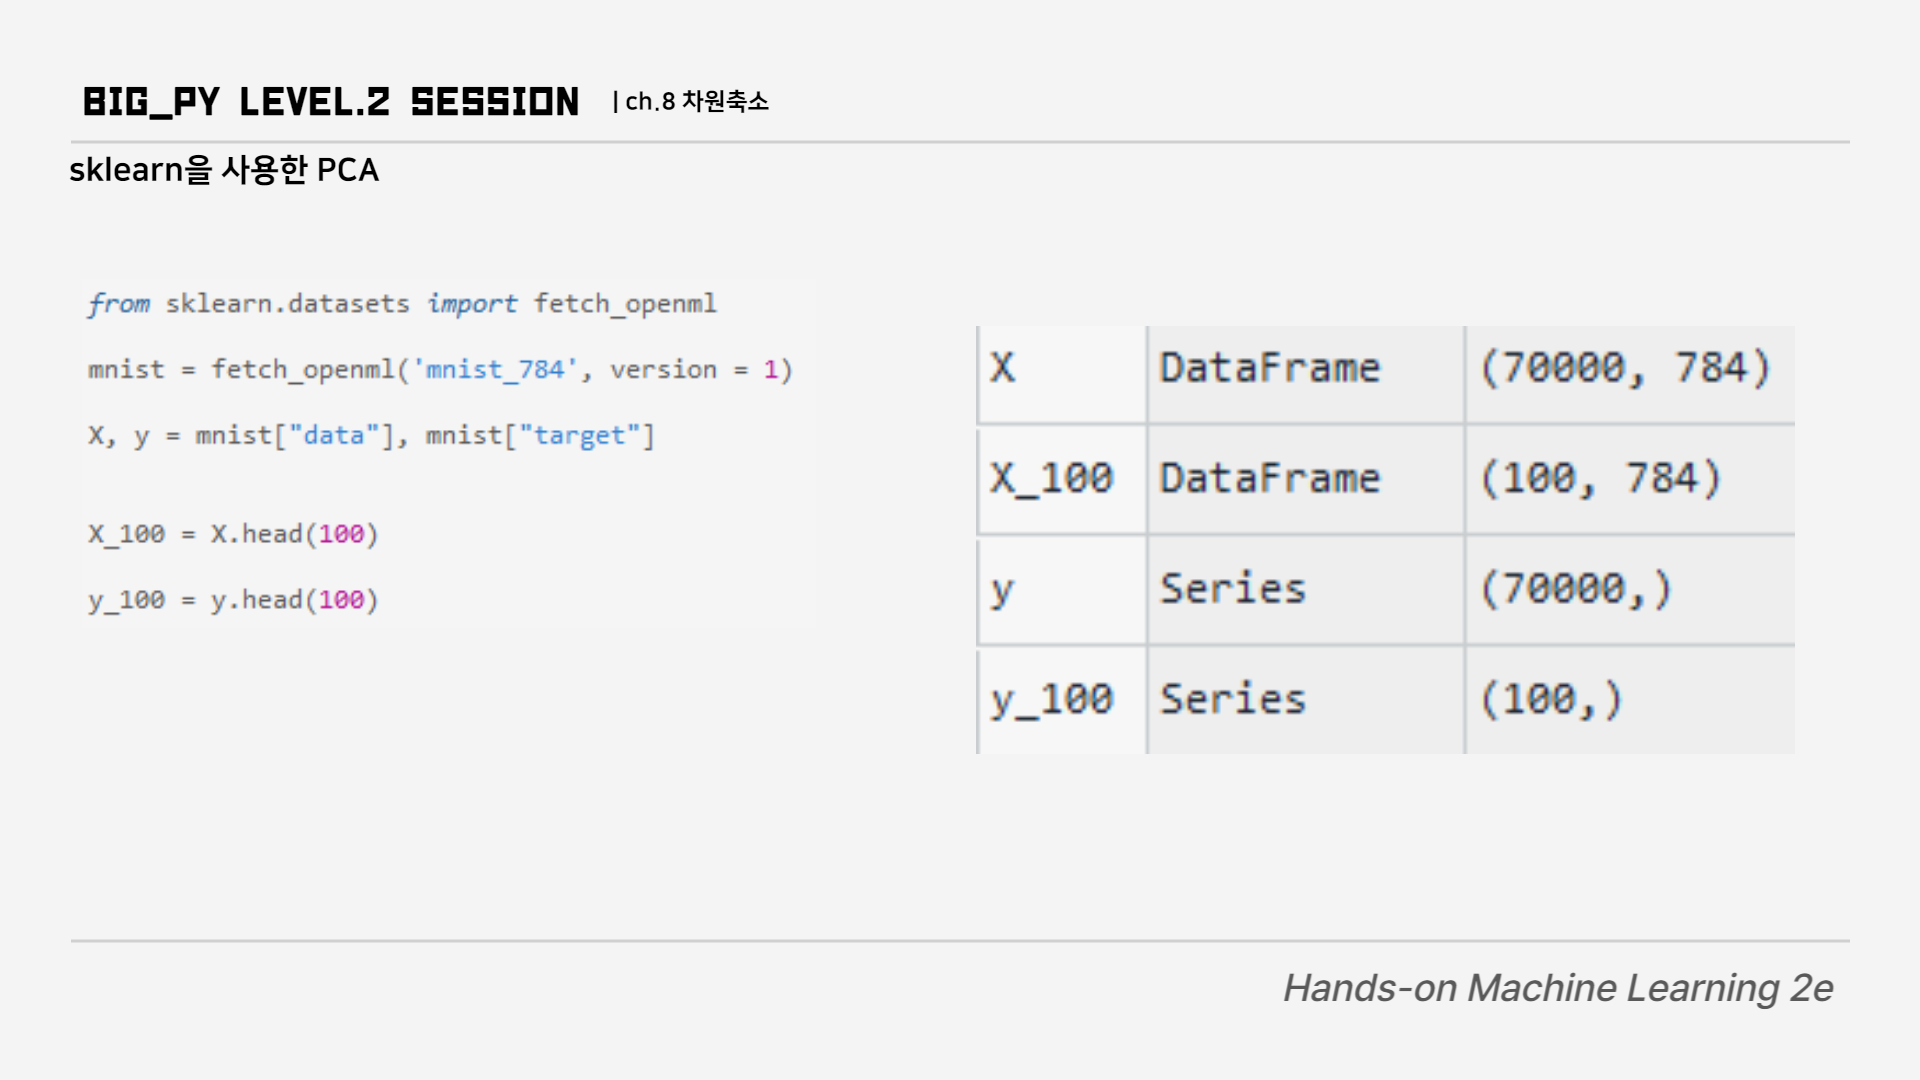 BIG_PY LEVEL.2 SESSION | ch.8 차원축소
sklearn을 사용한 PCA
from sklearn.datasets import fetch_openml
mnist = fetch_openml('mnist_784', version = 1)
X, y = mnist["data"], mnist["target"]
X_100 = X.head(100)
y_100 = y.head(100)
X DataFrame (70000, 784)
X_100 DataFrame (100, 784)
y Series (70000,)
y_100 Series (100,)
Hands-on Machine Learning 2e